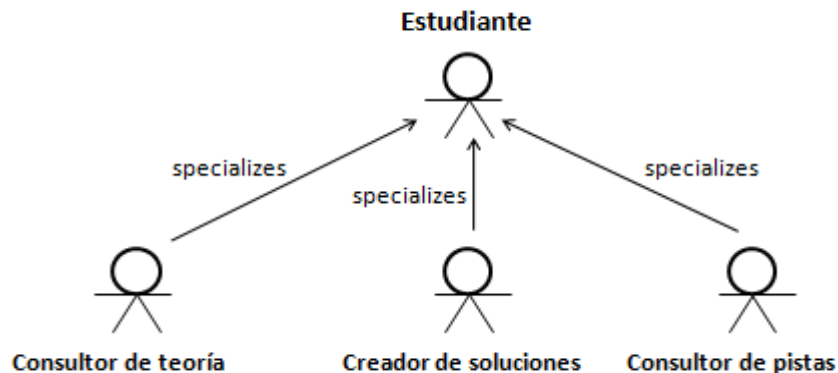 Estudiante
specializes
specializes
specializes
Consultor de teoría
Creador de soluciones
Consultor de pistas